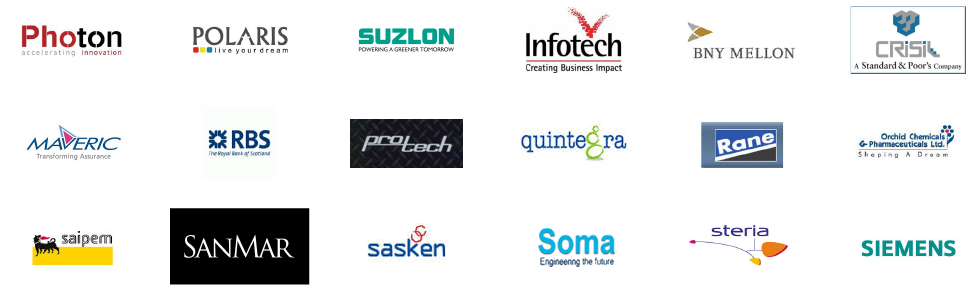 Photon
accelerating innovation
POLARIS
live your dream
SUZLON
POWERING A GREENER TOMORROW
Infotech
Creating Business Impact
BNY MELLON
CRISIL
A Standard & Poor's Company
MAVERIC
Transforming Assurance
RBS
The Royal Bank of Scotland
protech
quintegra
Rane
Orchid Chemicals
& Pharmaceuticals Ltd.
Shaping A Dream
saipem
SANMAR
sasken
Soma
Engineering the future
steria
SIEMENS